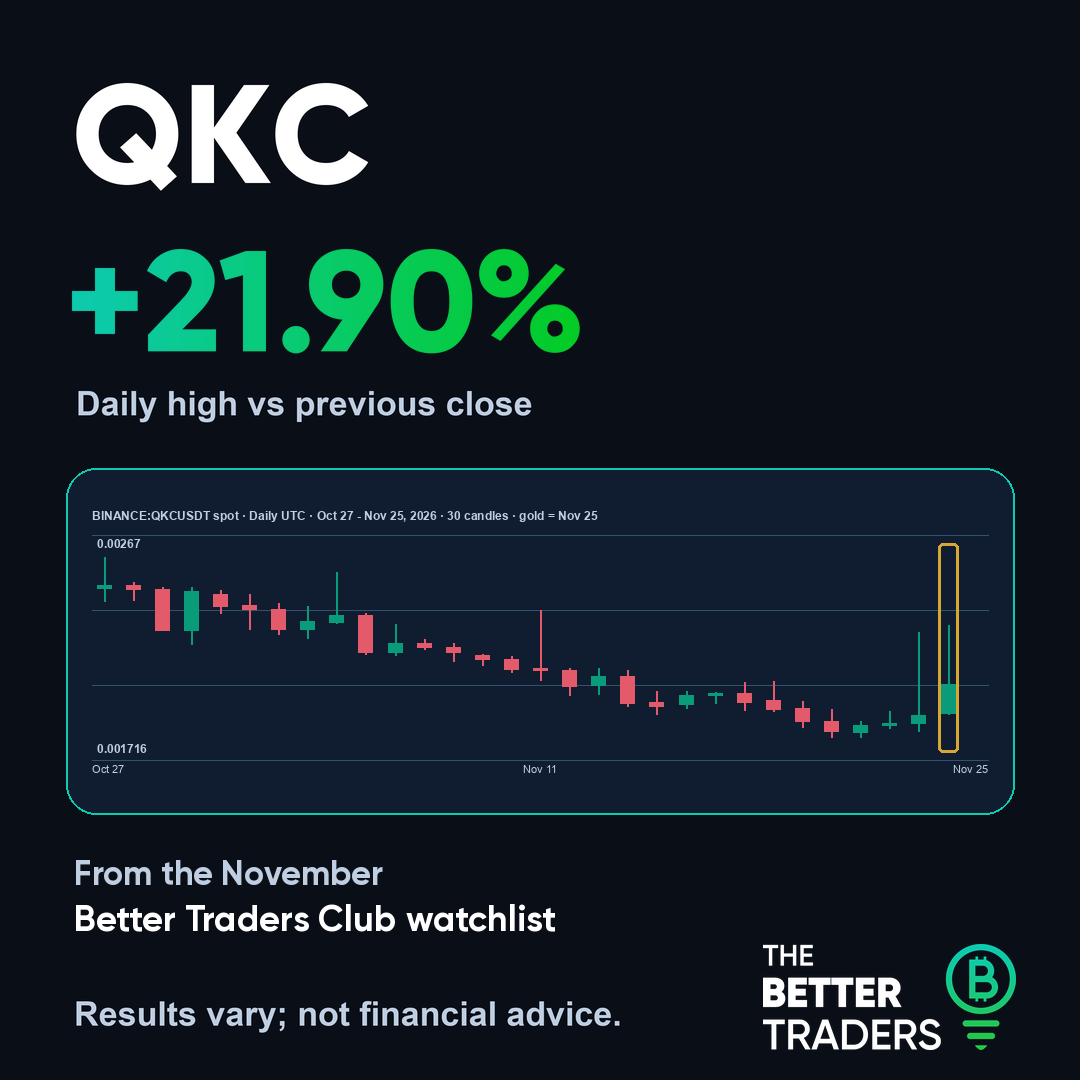 QKC
+21.90%
Daily high vs previous close
BINANCE:QKCUSDT spot · Daily UTC · Oct 27 - Nov 25, 2026 · 30 candles · gold = Nov 25
0.00267
0.001716
Oct 27
Nov 11
Nov 25
From the November
Better Traders Club watchlist
Results vary; not financial advice.
THE
BETTER
TRADERS